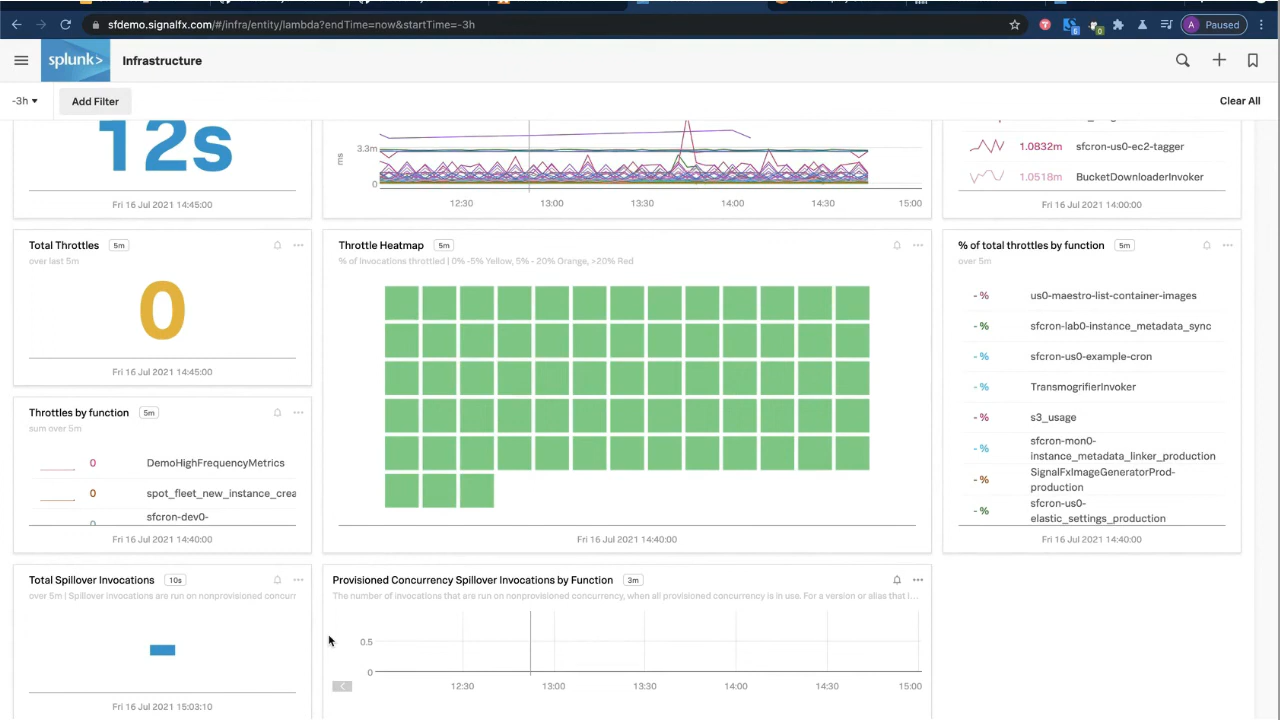 sfdemo.signalfx.com/#/infra/entity/lambda?endTime=now&startTime=-3h
A
Paused
splunk>
Infrastructure
-3h
Add Filter
Clear All
12s
Fri 16 Jul 2021 14:45:00
ms
3.3m
0
12:30
13:00
13:30
14:00
14:30
15:00
1.0832m
sfcron-us0-ec2-tagger
1.0518m
BucketDownloaderInvoker
Fri 16 Jul 2021 14:00:00
Total Throttles
5m
over last 5m
0
Fri 16 Jul 2021 14:45:00
Throttle Heatmap
5m
% of Invocations throttled | 0% -5% Yellow, 5% - 20% Orange, >20% Red
Fri 16 Jul 2021 14:40:00
% of total throttles by function
5m
over 5m
- %
us0-maestro-list-container-images
- %
sfcron-lab0-instance_metadata_sync
- %
sfcron-us0-example-cron
- %
TransmogrifierInvoker
- %
s3_usage
- %
sfcron-mon0-
instance_metadata_linker_production
- %
SignalFxImageGeneratorProd-
production
- %
sfcron-us0-
elastic_settings_production
Fri 16 Jul 2021 14:40:00
Throttles by function
5m
sum over 5m
0
DemoHighFrequencyMetrics
0
spot_fleet_new_instance_crea
0
sfcron-dev0-
Fri 16 Jul 2021 14:40:00
Total Spillover Invocations
10s
over 5m | Spillover invocations are run on nonprovisioned concurr
-
Fri 16 Jul 2021 15:03:10
Provisioned Concurrency Spillover Invocations by Function
3m
The number of invocations that are run on nonprovisioned concurrency, when all provisioned concurrency is in use. For a version or alias that i...
0.5
0
12:30
13:00
13:30
14:00
14:30
15:00